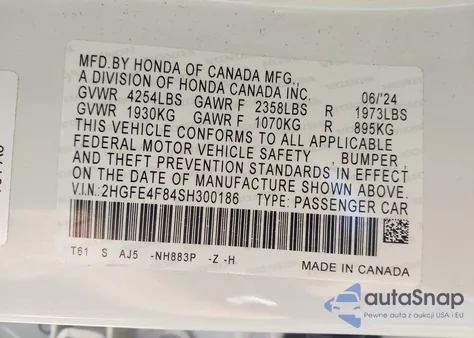 MFD.BY HONDA OF CANADA MFG.,
A DIVISION OF HONDA CANADA INC. 06/'24
GVWR 4254LBS GAWR F 2358LBS R 1973LBS
GVWR 1930KG GAWR F 1070KG R 895KG
THIS VEHICLE CONFORMS TO ALL APPLICABLE
FEDERAL MOTOR VEHICLE SAFETY , BUMPER ,
AND THEFT PREVENTION STANDARDS IN EFFECT
ON THE DATE OF MANUFACTURE SHOWN ABOVE.
V.I.N.: 2HGFE4F84SH300186 TYPE: PASSENGER CAR
T61 S AJ5 -NH883P -Z -H
MADE IN CANADA
autoSnap
Pewne auta z aukcji USA i EU